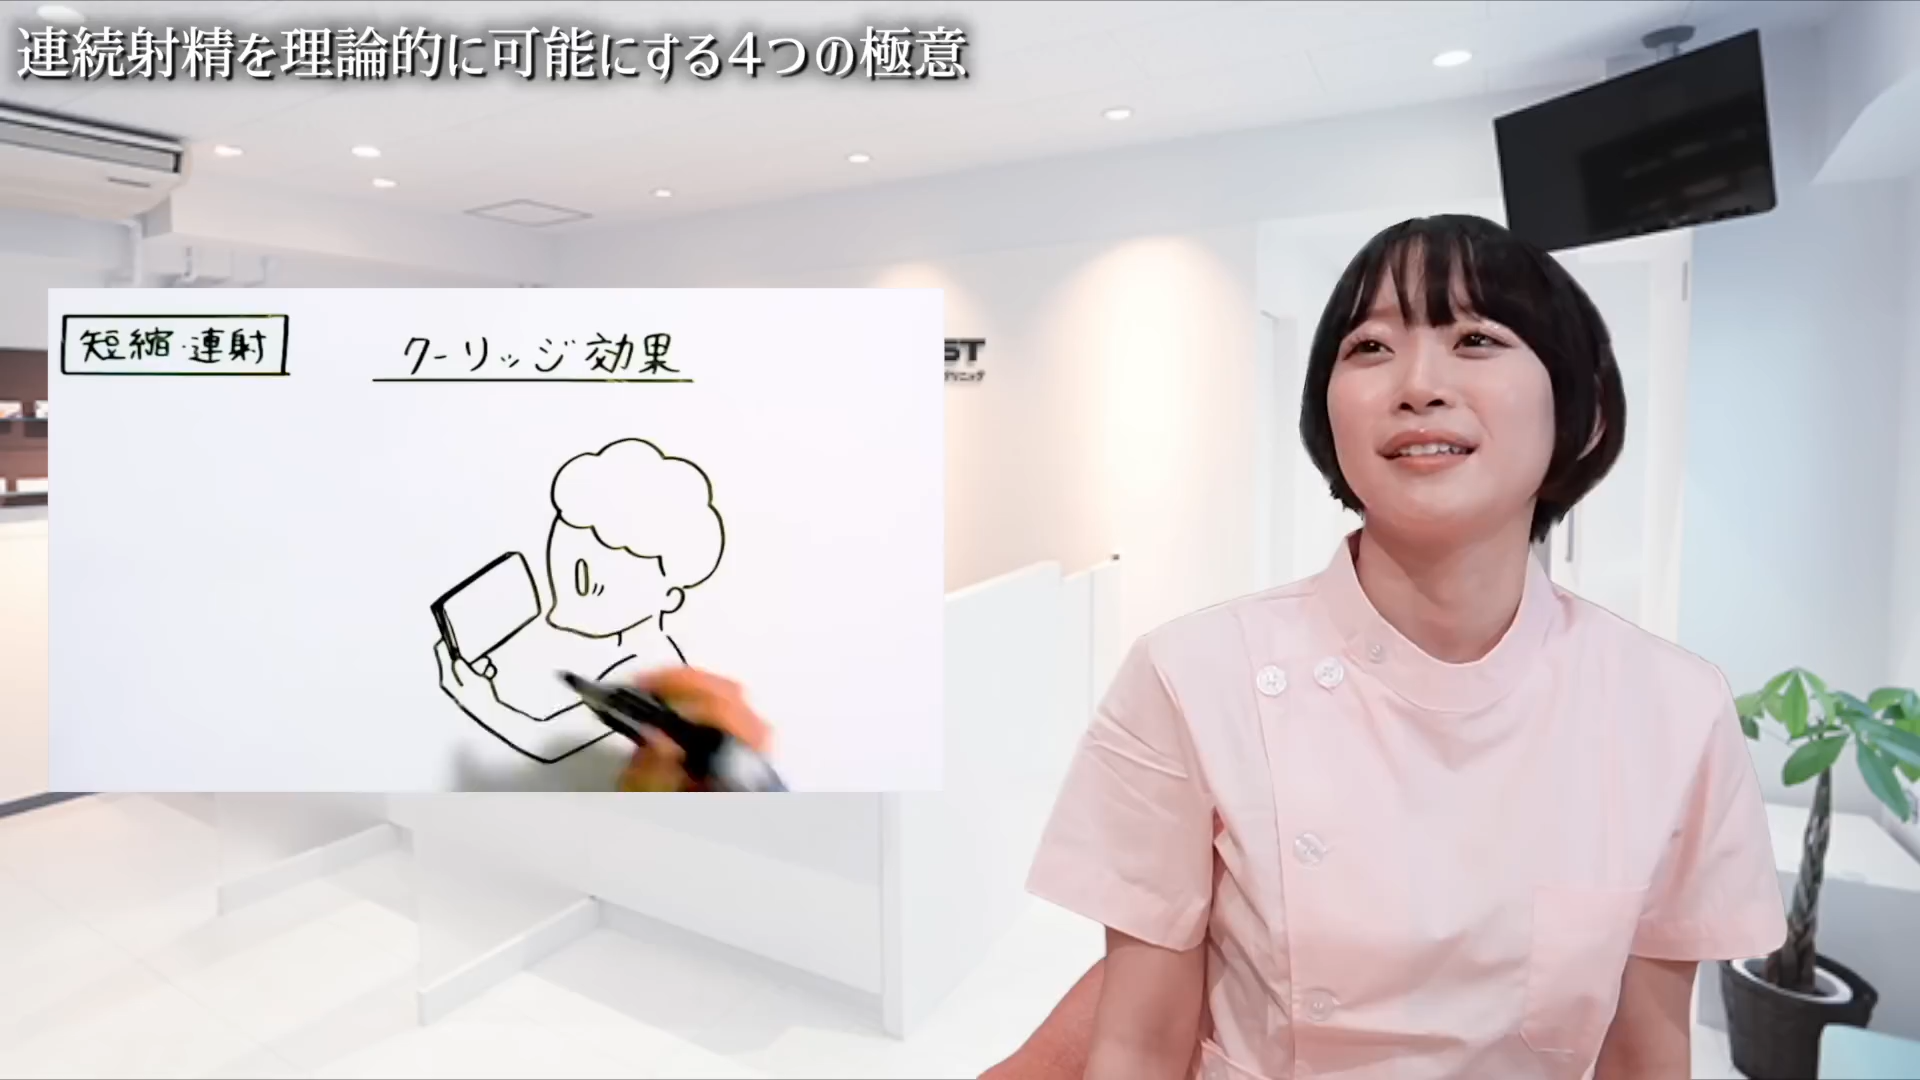 連続射精を理論的に可能にする4つの極意
短縮・連射
クーリッジ効果
ST